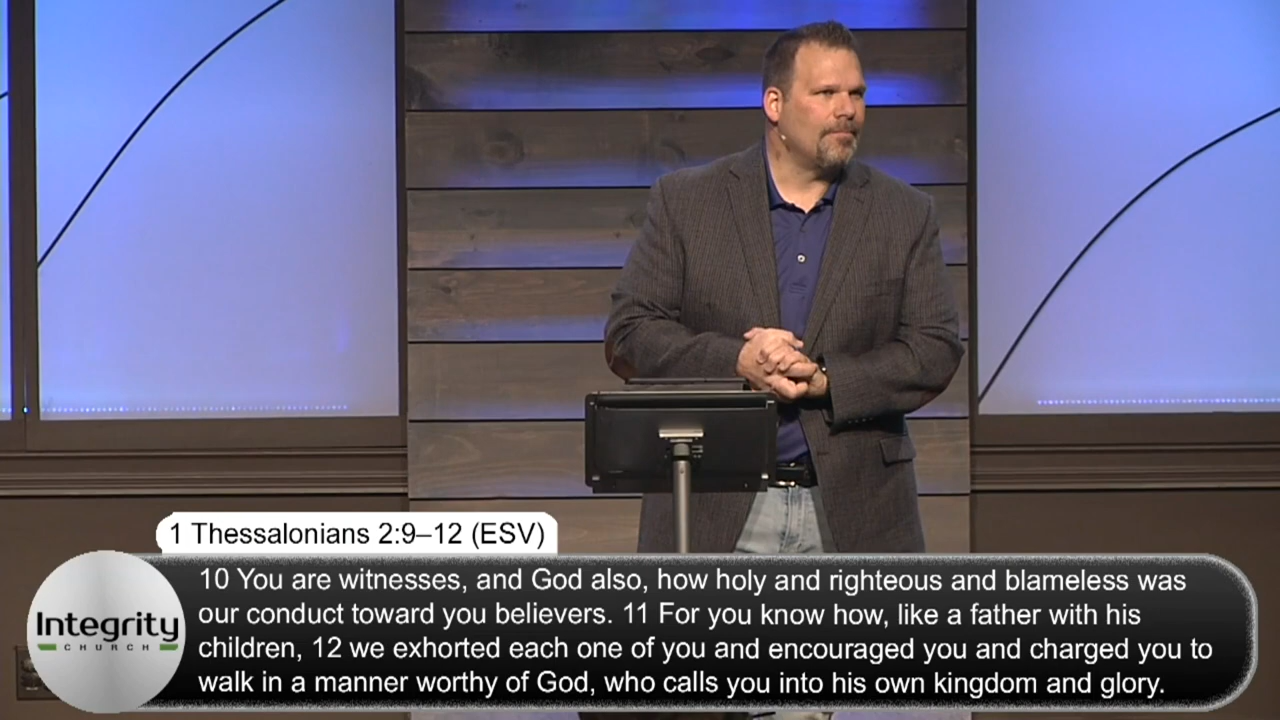 1 Thessalonians 2:9–12 (ESV)
10 You are witnesses, and God also, how holy and righteous and blameless was
our conduct toward you believers. 11 For you know how, like a father with his
children, 12 we exhorted each one of you and encouraged you and charged you to
walk in a manner worthy of God, who calls you into his own kingdom and glory.
Integrity
CHURCH